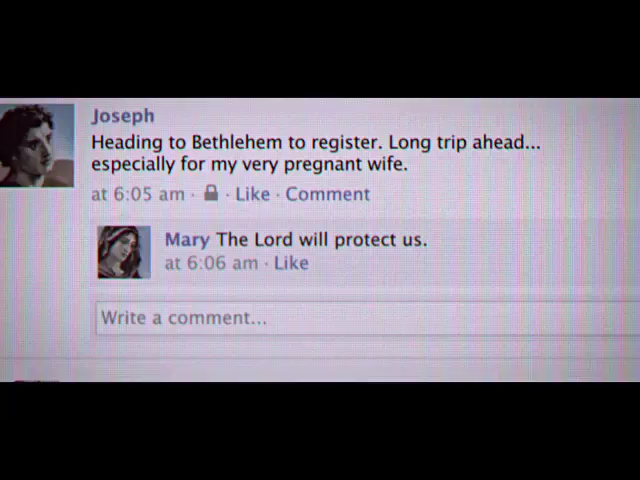 Joseph
Heading to Bethlehem to register. Long trip ahead...
especially for my very pregnant wife.
at 6:05 am · Like · Comment
Mary The Lord will protect us.
at 6:06 am · Like
Write a comment...